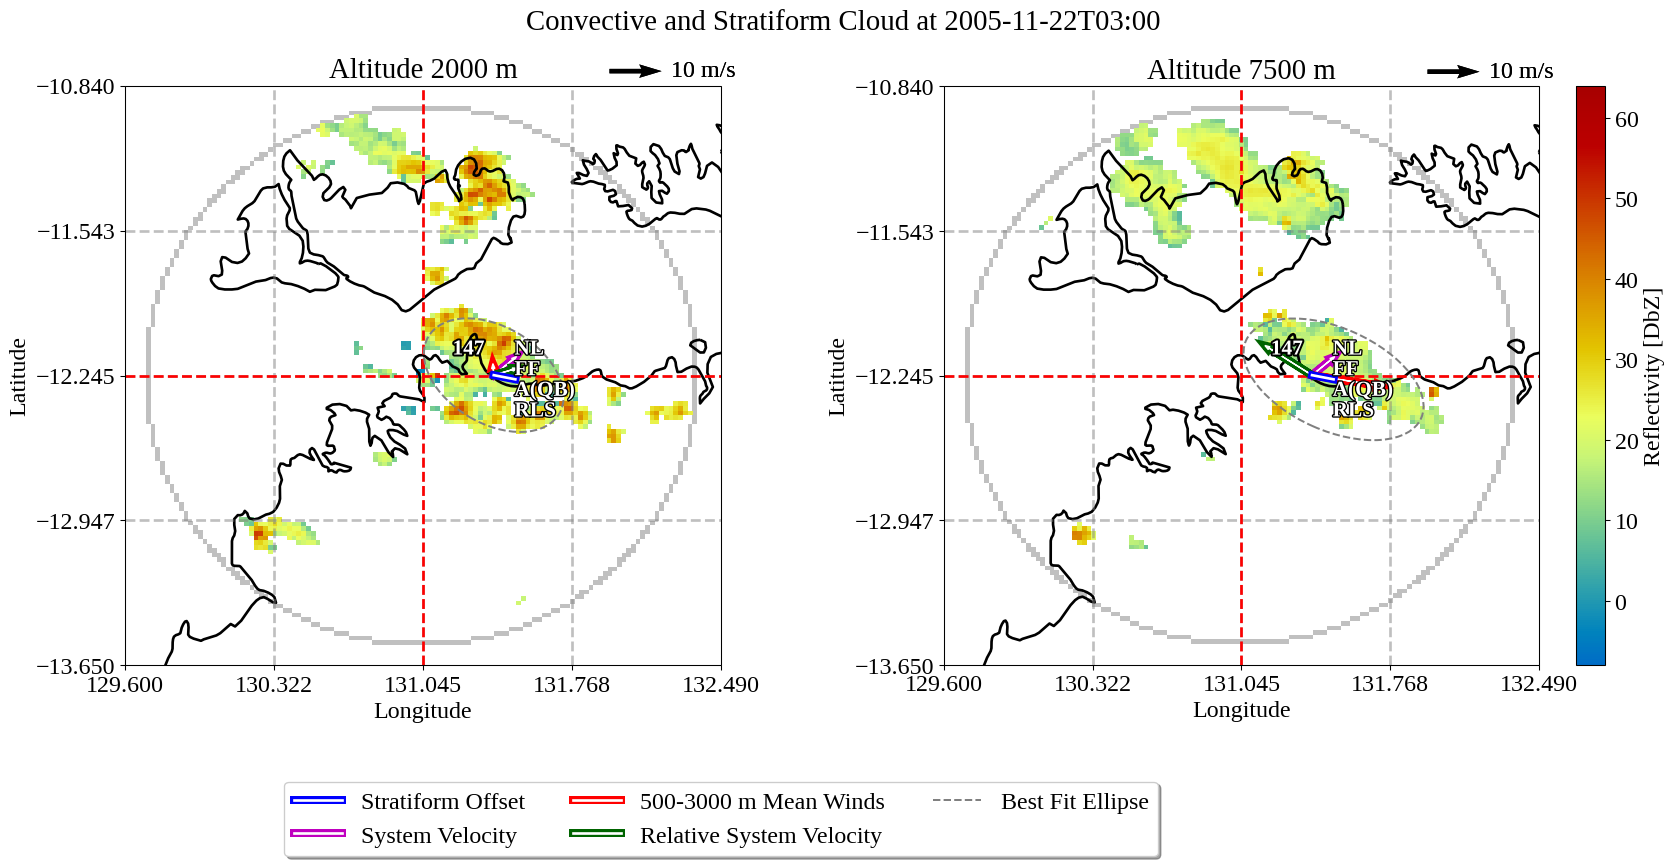 Convective and Stratiform Cloud at 2005-11-22T03:00
Altitude 2000 m
10 m/s
Altitude 7500 m
10 m/s
−10.840
−11.543
−12.245
−12.947
−13.650
Latitude
129.600
130.322
131.045
131.768
132.490
Longitude
147
NL
FF
A(QB)
RLS
−10.840
−11.543
−12.245
−12.947
−13.650
Latitude
129.600
130.322
131.045
131.768
132.490
Longitude
147
NL
FF
A(QB)
RLS
60
50
40
30
20
10
0
Reflectivity [DbZ]
Stratiform Offset
System Velocity
500-3000 m Mean Winds
Relative System Velocity
Best Fit Ellipse